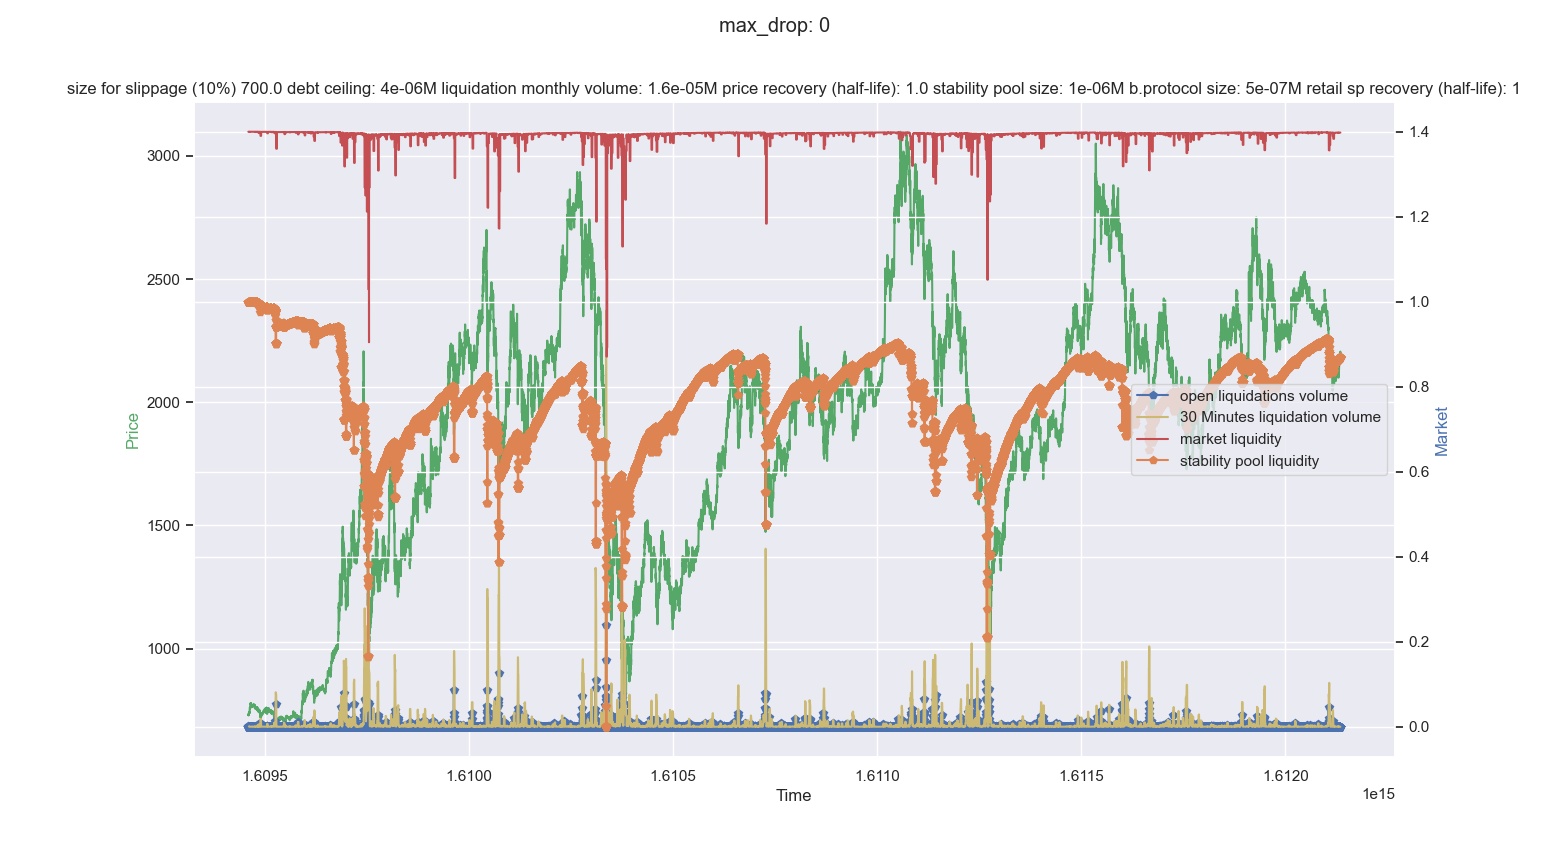 max_drop: 0
size for slippage (10%) 700.0 debt ceiling: 4e-06M liquidation monthly volume: 1.6e-05M price recovery (half-life): 1.0 stability pool size: 1e-06M b.protocol size: 5e-07M retail sp recovery (half-life): 1
3000
2500
2000
1500
1000
Price
1.4
1.2
1.0
0.8
0.6
0.4
0.2
0.0
Market
open liquidations volume
30 Minutes liquidation volume
market liquidity
stability pool liquidity
1.6095
1.6100
1.6105
1.6110
1.6115
1.6120
Time
1e15